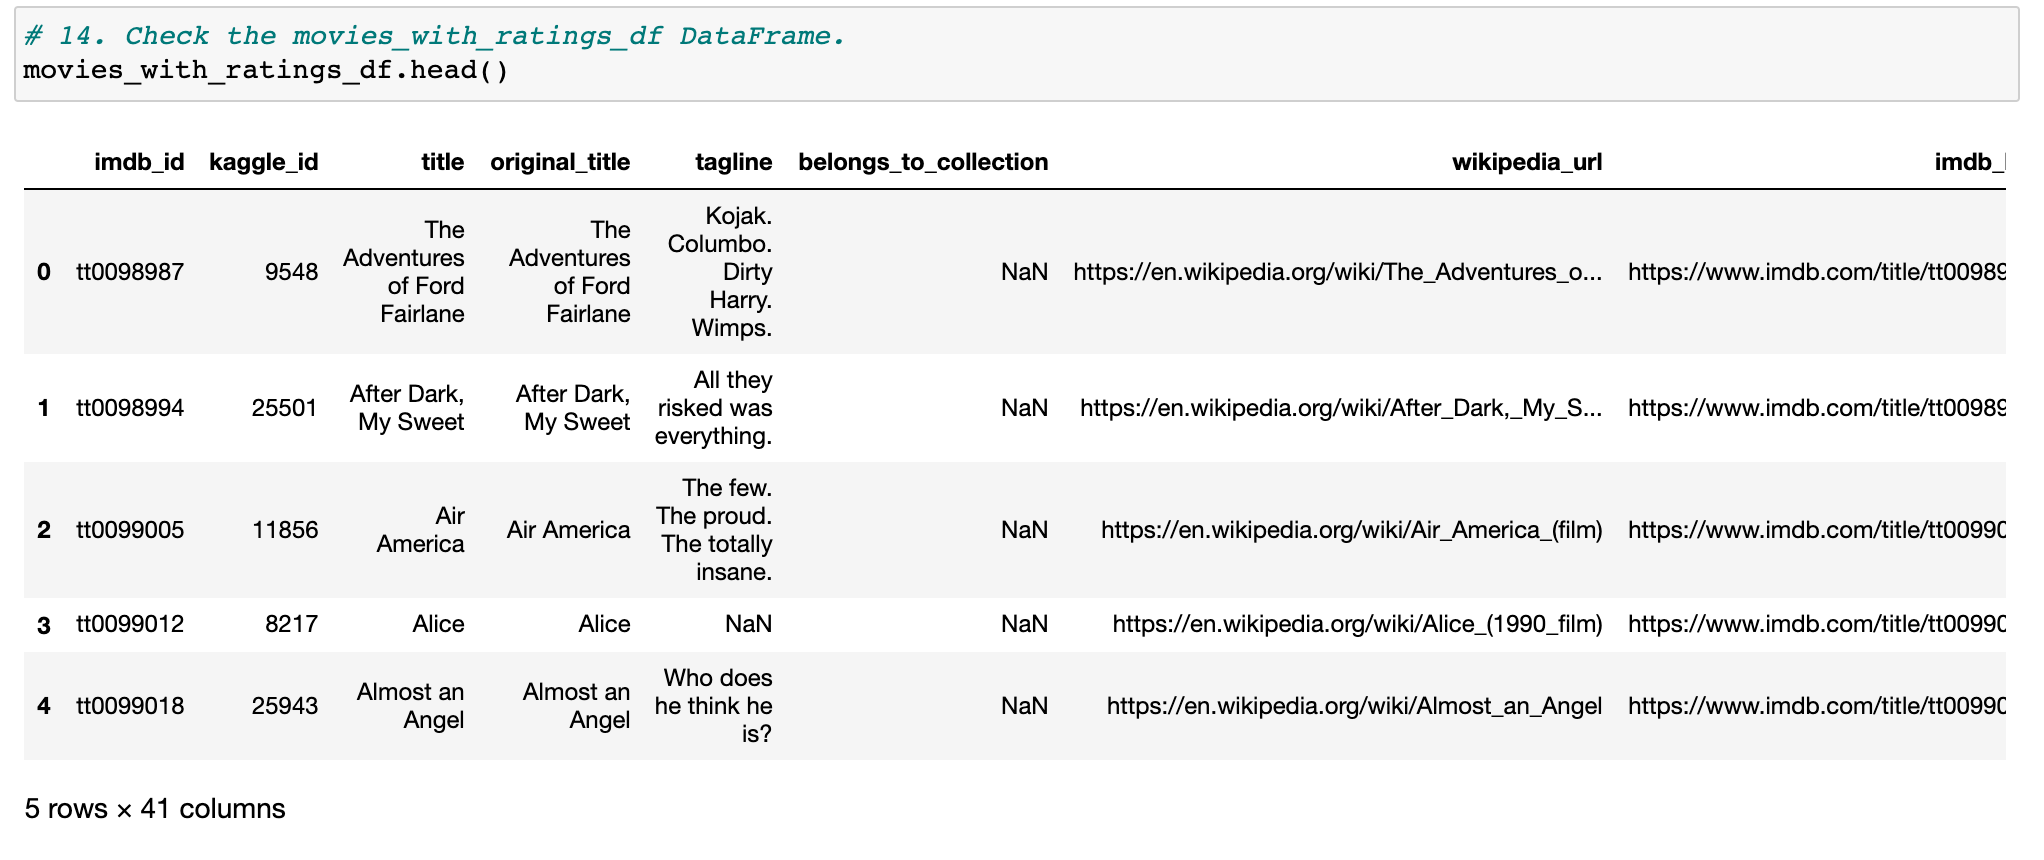 # 14. Check the movies_with_ratings_df DataFrame.
movies_with_ratings_df.head()
imdb_id kaggle_id title original_title tagline belongs_to_collection wikipedia_url imdb_
0 tt0098987 9548 The Adventures of Ford Fairlane The Adventures of Ford Fairlane Kojak. Columbo. Dirty Harry. Wimps. NaN https://en.wikipedia.org/wiki/The_Adventures_o... https://www.imdb.com/title/tt00989
1 tt0098994 25501 After Dark, My Sweet After Dark, My Sweet All they risked was everything. NaN https://en.wikipedia.org/wiki/After_Dark,_My_S... https://www.imdb.com/title/tt00989
2 tt0099005 11856 Air America Air America The few. The proud. The totally insane. NaN https://en.wikipedia.org/wiki/Air_America_(film) https://www.imdb.com/title/tt00990
3 tt0099012 8217 Alice Alice NaN NaN https://en.wikipedia.org/wiki/Alice_(1990_film) https://www.imdb.com/title/tt00990
4 tt0099018 25943 Almost an Angel Almost an Angel Who does he think he is? NaN https://en.wikipedia.org/wiki/Almost_an_Angel https://www.imdb.com/title/tt00990
5 rows × 41 columns